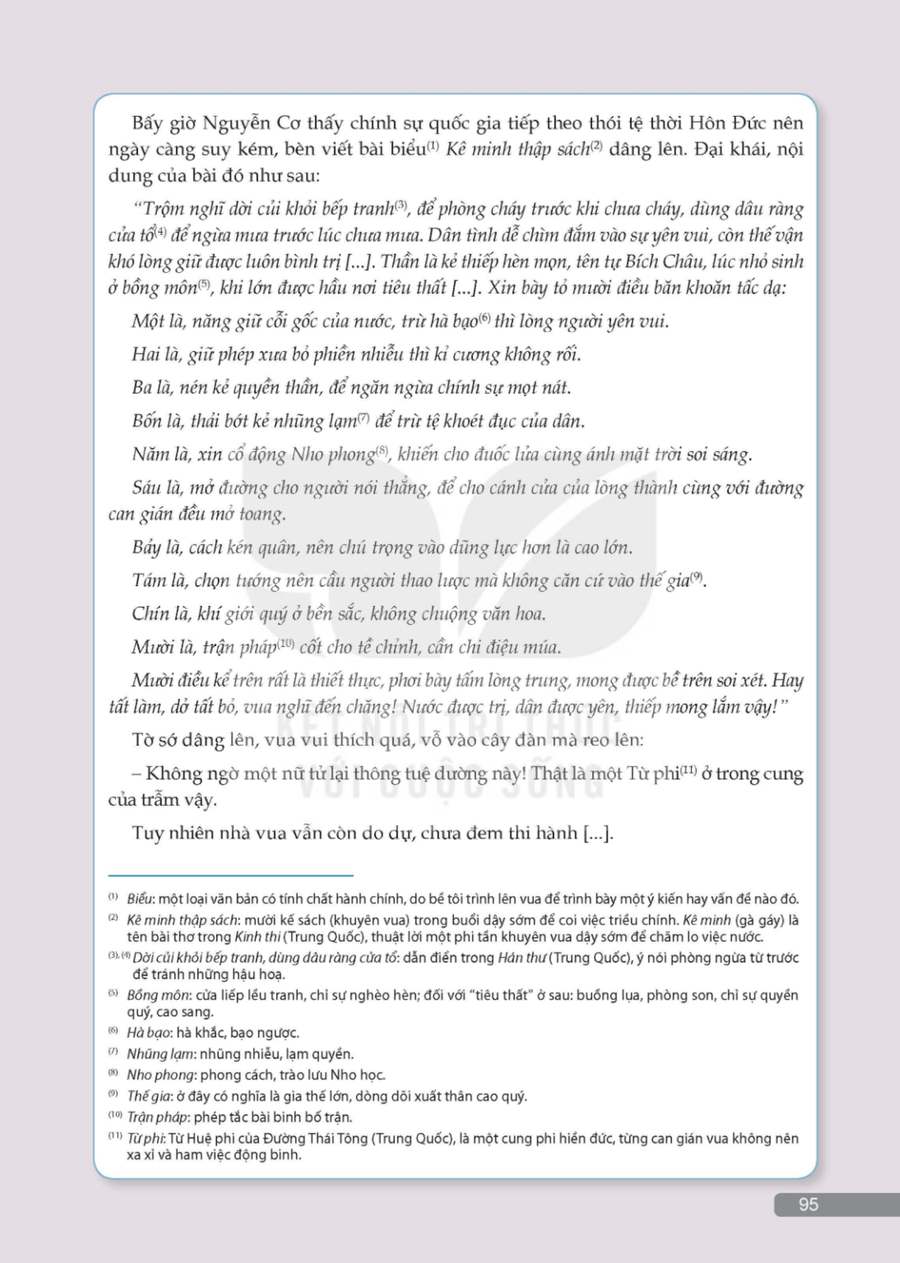 Bấy giờ Nguyễn Cơ thấy chính sự quốc gia tiếp theo thói tệ thời Hôn Đức nên
ngày càng suy kém, bèn viết bài biểu⁽¹⁾ Kê minh thập sách⁽²⁾ dâng lên. Đại khái, nội
dung của bài đó như sau:
“Trộm nghĩ dời củi khỏi bếp tranh⁽³⁾, để phòng cháy trước khi chưa cháy, dùng dâu ràng
cửa tổ⁽⁴⁾ để ngừa mưa trước lúc chưa mưa. Dân tình dễ chìm đắm vào sự yên vui, còn thế vận
khó lòng giữ được luôn bình trị [...]. Thần là kẻ thiếp hèn mọn, tên tự Bích Châu, lúc nhỏ sinh
ở bồng môn⁽⁵⁾, khi lớn được hầu nơi tiêu thất [...]. Xin bày tỏ mười điều băn khoăn tấc dạ:
Một là, năng giữ cỗi gốc của nước, trừ hà bạo⁽⁶⁾ thì lòng người yên vui.
Hai là, giữ phép xưa bỏ phiền nhiễu thì kỉ cương không rối.
Ba là, nén kẻ quyền thần, để ngăn ngừa chính sự mọt nát.
Bốn là, thải bớt kẻ nhũng lạm⁽⁷⁾ để trừ tệ khoét đục của dân.
Năm là, xin cổ động Nho phong⁽⁸⁾, khiến cho đuốc lửa cùng ánh mặt trời soi sáng.
Sáu là, mở đường cho người nói thẳng, để cho cánh cửa của lòng thành cùng với đường
can gián đều mở toang.
Bảy là, cách kén quân, nên chú trọng vào dũng lực hơn là cao lớn.
Tám là, chọn tướng nên cầu người thao lược mà không căn cứ vào thế gia⁽⁹⁾.
Chín là, khí giới quý ở bền sắc, không chuộng văn hoa.
Mười là, trận pháp⁽¹⁰⁾ cốt cho tề chỉnh, cần chi điệu múa.
Mười điều kể trên rất là thiết thực, phơi bày tấm lòng trung, mong được bề trên soi xét. Hay
tất làm, dở tất bỏ, vua nghĩ đến chăng! Nước được trị, dân được yên, thiếp mong lắm vậy!”
Tờ sớ dâng lên, vua vui thích quá, vỗ vào cây đàn mà reo lên:
– Không ngờ một nữ tử lại thông tuệ dường này! Thật là một Từ phi⁽¹¹⁾ ở trong cung
của trẫm vậy.
Tuy nhiên nhà vua vẫn còn do dự, chưa đem thi hành [...].
KẾT NỐI TRI THỨC
VỚI CUỘC SỐNG
⁽¹⁾ Biểu: một loại văn bản có tính chất hành chính, do bề tôi trình lên vua để trình bày một ý kiến hay vấn đề nào đó.
⁽²⁾ Kê minh thập sách: mười kế sách (khuyên vua) trong buổi dậy sớm để coi việc triều chính. Kê minh (gà gáy) là
tên bài thơ trong Kinh thi (Trung Quốc), thuật lời một phi tần khuyên vua dậy sớm để chăm lo việc nước.
⁽³⁾, ⁽⁴⁾ Dời củi khỏi bếp tranh, dùng dâu ràng cửa tổ: dẫn điển trong Hán thư (Trung Quốc), ý nói phòng ngừa từ trước
để tránh những hậu hoạ.
⁽⁵⁾ Bồng môn: cửa liếp lều tranh, chỉ sự nghèo hèn; đối với “tiêu thất” ở sau: buồng lụa, phòng son, chỉ sự quyền
quý, cao sang.
⁽⁶⁾ Hà bạo: hà khắc, bạo ngược.
⁽⁷⁾ Nhũng lạm: nhũng nhiễu, lạm quyền.
⁽⁸⁾ Nho phong: phong cách, trào lưu Nho học.
⁽⁹⁾ Thế gia: ở đây có nghĩa là gia thế lớn, dòng dõi xuất thân cao quý.
⁽¹⁰⁾ Trận pháp: phép tắc bài binh bố trận.
⁽¹¹⁾ Từ phi: Từ Huệ phi của Đường Thái Tông (Trung Quốc), là một cung phi hiền đức, từng can gián vua không nên
xa xỉ và ham việc động binh.
95